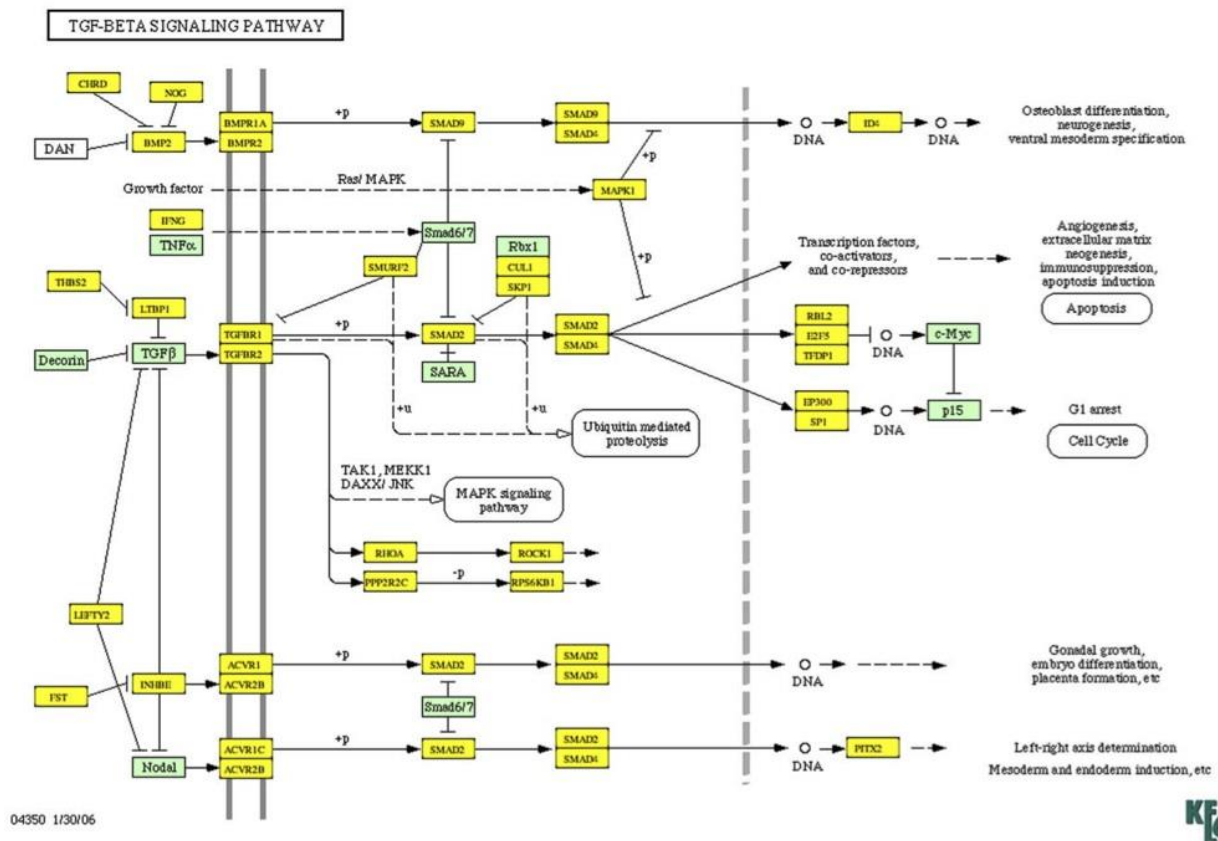 TGF-BETA SIGNALING PATHWAY
CHRD
NOG
DAN
BMP2
BMPR1A
BMPR2
+p
SMAD9
SMAD9
SMAD4
DNA
ID4
DNA
Osteoblast differentiation,
neurogenesis,
ventral mesoderm specification
Growth factor
Ras/ MAPK
MAPK1
+p
+p
IFNG
TNFα
Smad6/7
Rbx1
CUL1
SKP1
SMURF2
THBS2
LTBP1
Decorin
TGFβ
TGFBR1
TGFBR2
+p
SMAD2
SARA
SMAD2
SMAD4
Transcription factors,
co-activators,
and co-repressors
Angiogenesis,
extracellular matrix
neogenesis,
immunosuppression,
apoptosis induction
Apoptosis
RBL2
E2F5
TFDP1
DNA
c-Myc
EP300
SP1
DNA
p15
G1 arrest
Cell Cycle
+u
+u
Ubiquitin mediated
proteolysis
TAK1, MEKK1
DAXX/ JNK
MAPK signaling
pathway
RHOA
ROCK1
PPP2R2C
-p
RPS6KB1
LEFTY2
FST
INHBE
ACVR1
ACVR2B
+p
SMAD2
SMAD2
SMAD4
DNA
Gonadal growth,
embryo differentiation,
placenta formation, etc
Smad6/7
Nodal
ACVR1C
ACVR2B
+p
SMAD2
SMAD2
SMAD4
DNA
PITX2
Left-right axis determination
Mesoderm and endoderm induction, etc
04350 1/30/06